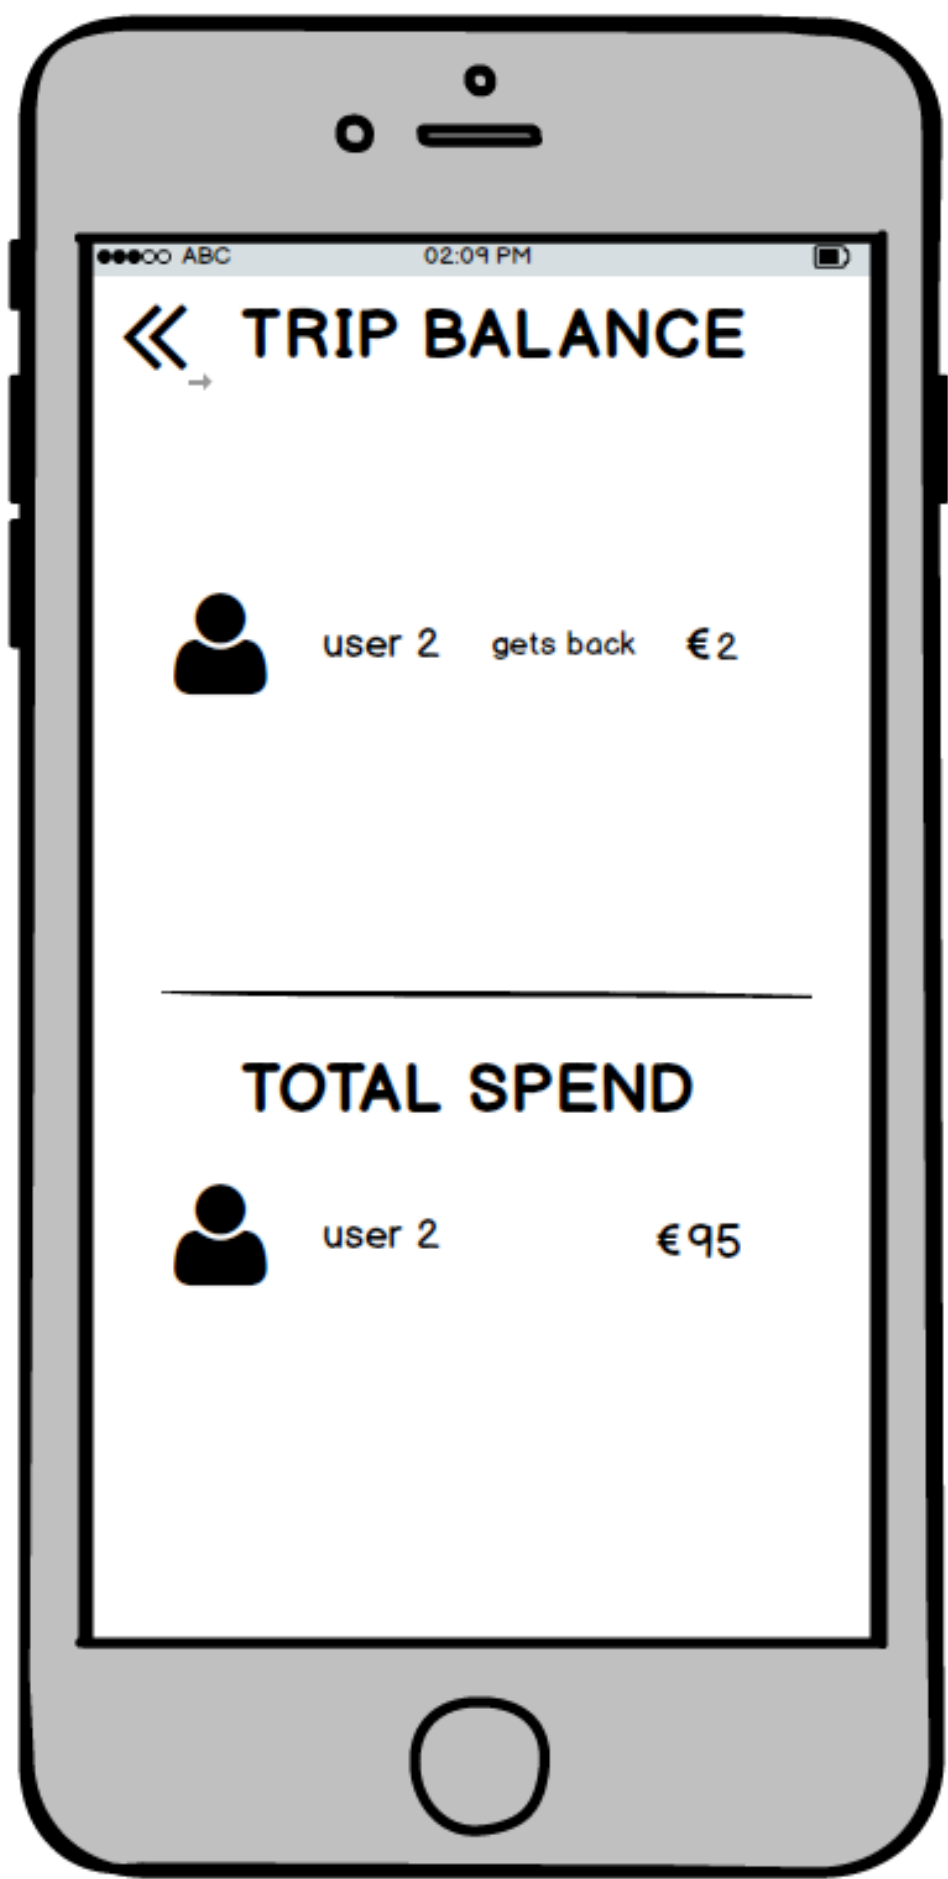 ABC 02:09 PM
TRIP BALANCE
user 2 gets back €2
TOTAL SPEND
user 2 €95